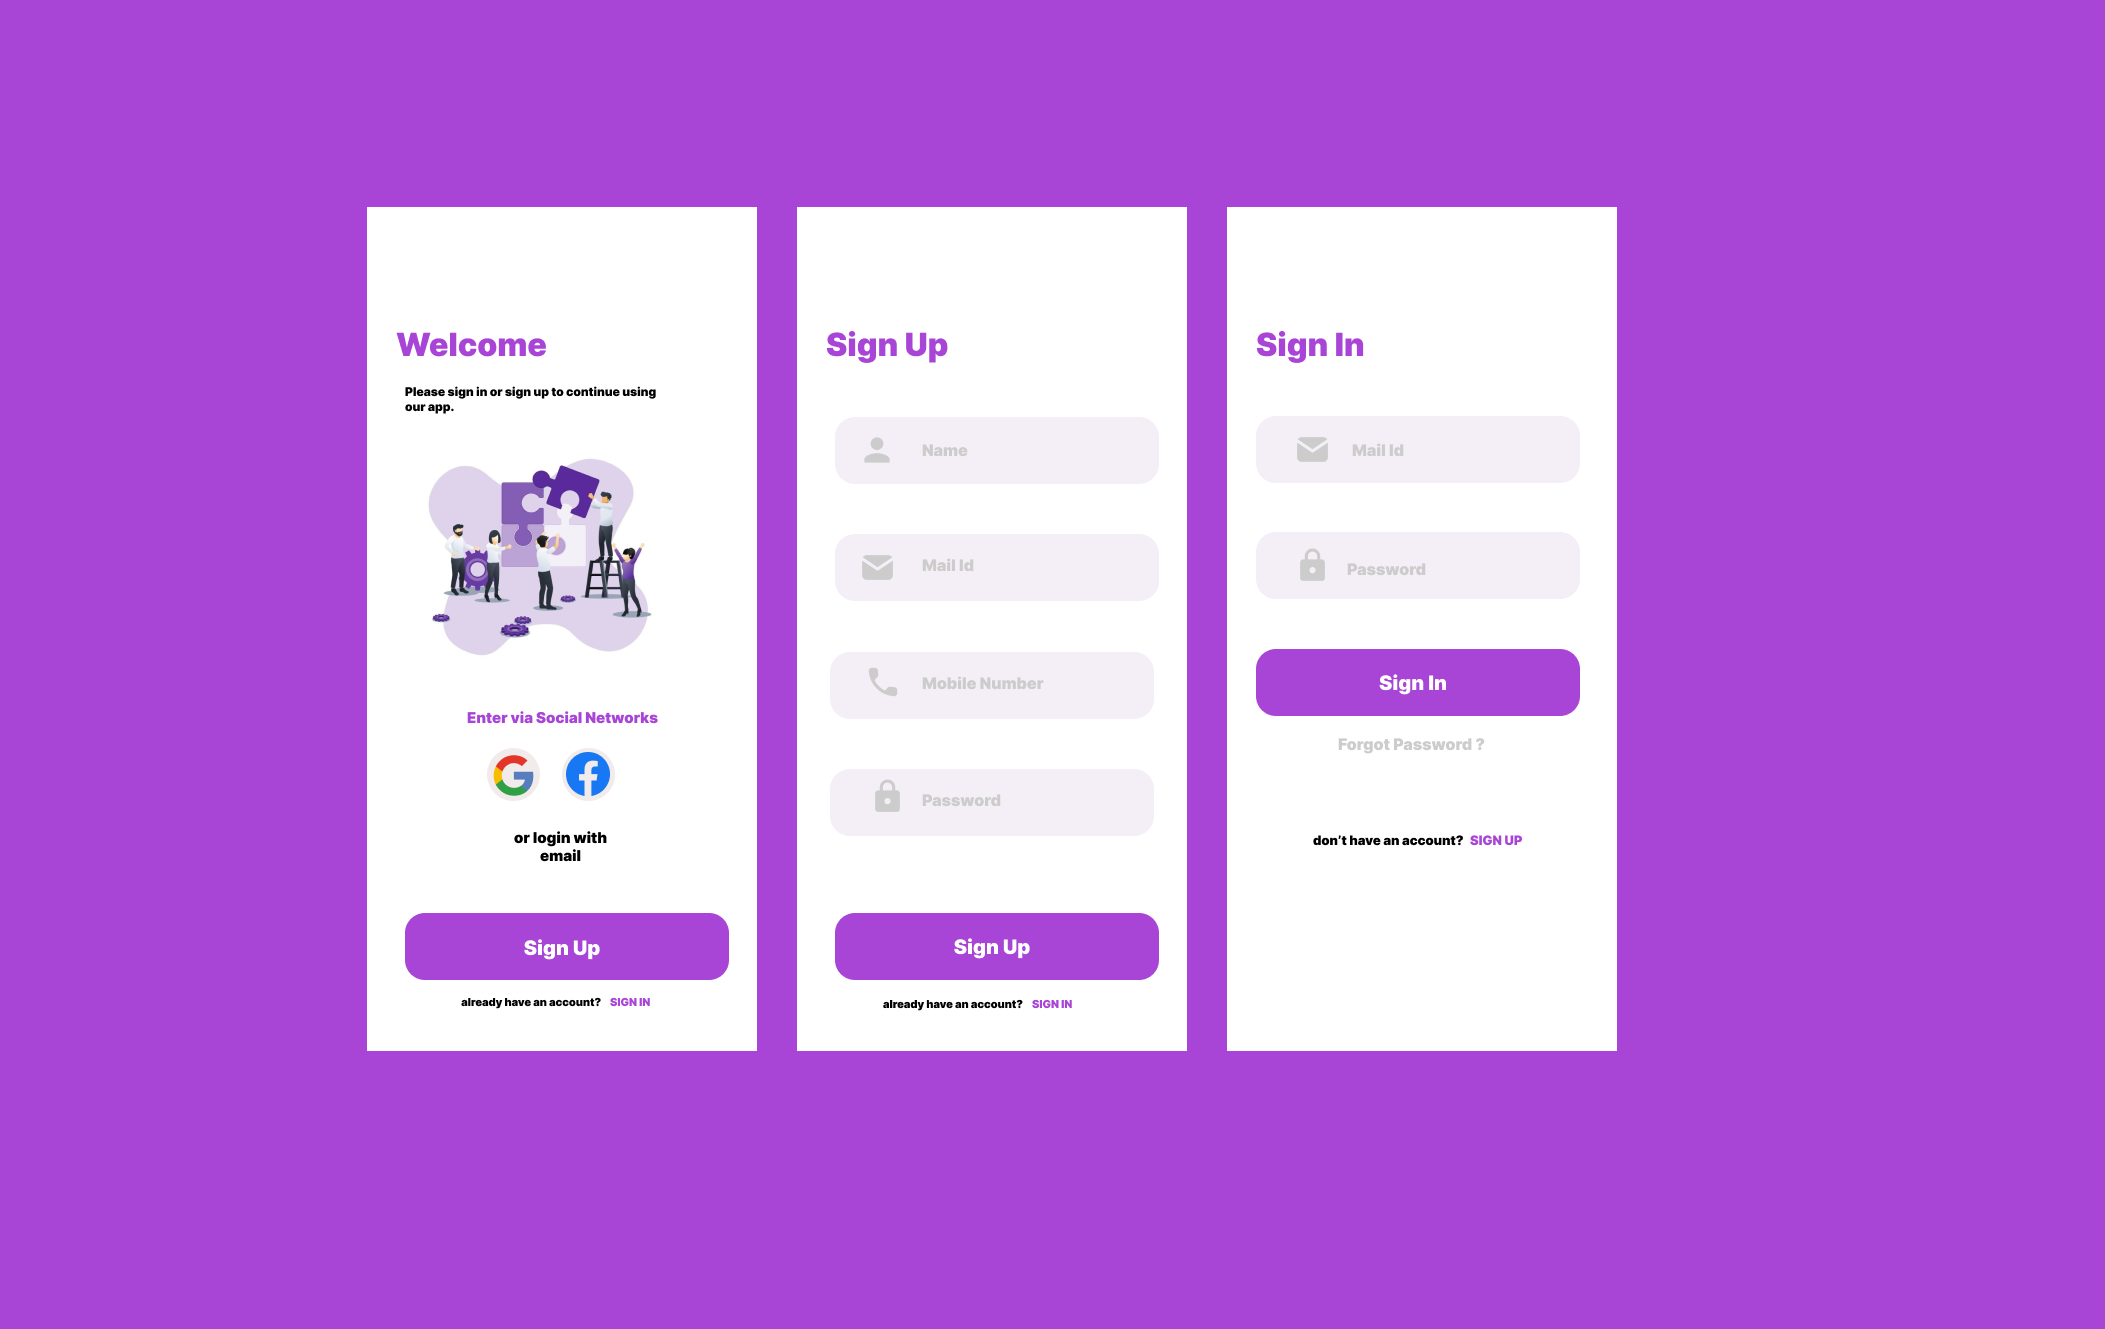 Welcome
Please sign in or sign up to continue using
our app.
Enter via Social Networks
or login with
email
Sign Up
already have an account? SIGN IN
Sign Up
Name
Mail Id
Mobile Number
Password
Sign Up
already have an account? SIGN IN
Sign In
Mail Id
Password
Sign In
Forgot Password ?
don't have an account? SIGN UP